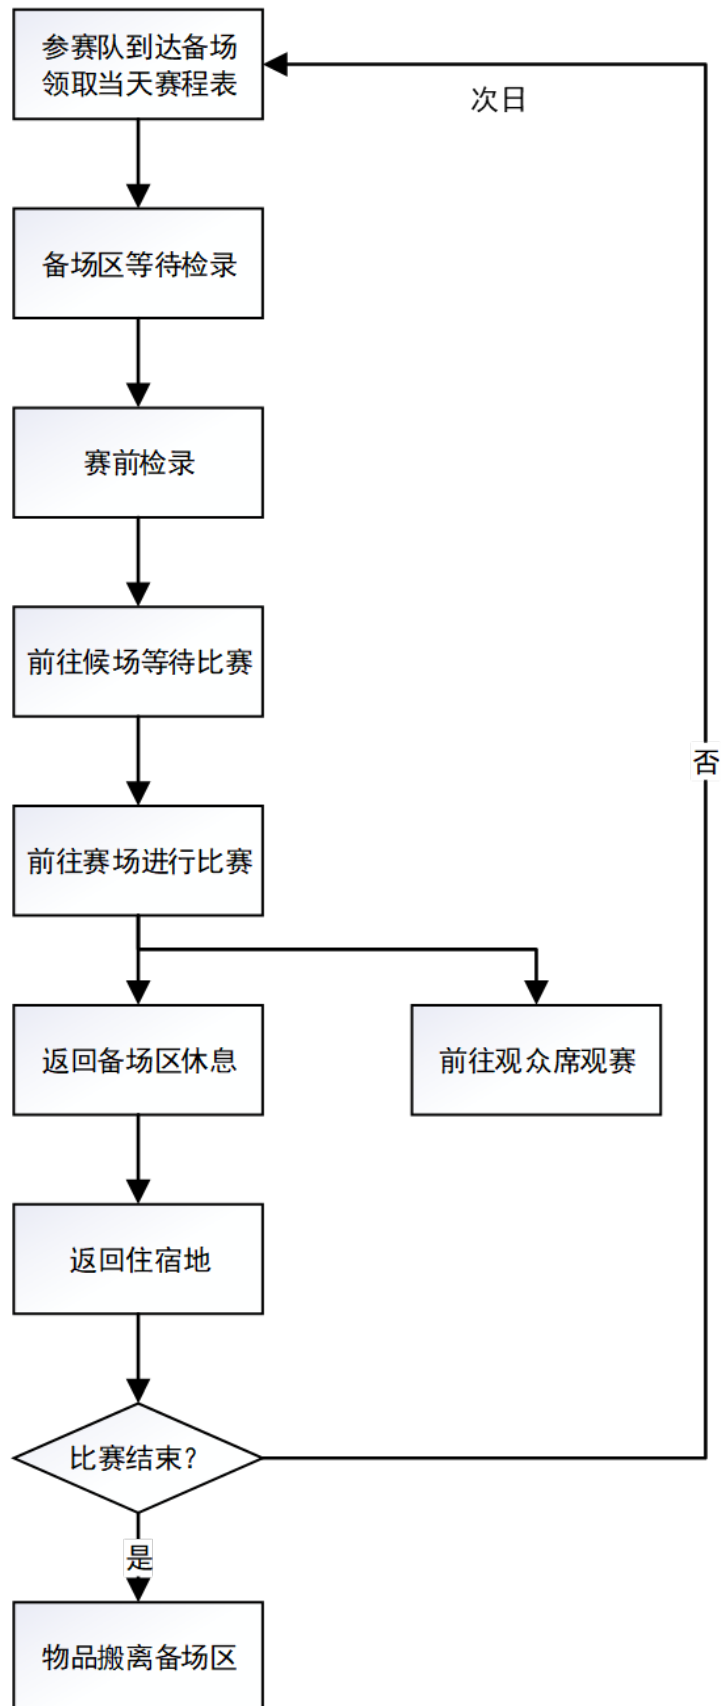 参赛队到达备场
领取当天赛程表
次日
备场区等待检录
赛前检录
前往候场等待比赛
否
前往赛场进行比赛
返回备场区休息
前往观众席观赛
返回住宿地
比赛结束?
是
物品搬离备场区